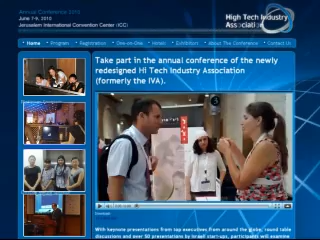 Annual Conference 2010
June 7-9, 2010
Jerusalem International Convention Center (ICC)
High Tech Industry
Association
Home
Program
Registration
One-on-One
Hotels
Exhibition
About The Conference
Contact Us
Take part in the annual conference of the newly
redesigned Hi Tech Industry Association
(formerly the IVA).
With keynote presentations from top executives from around the globe, round table
discussions and over 50 presentations by Israeli start-ups, participants will examine